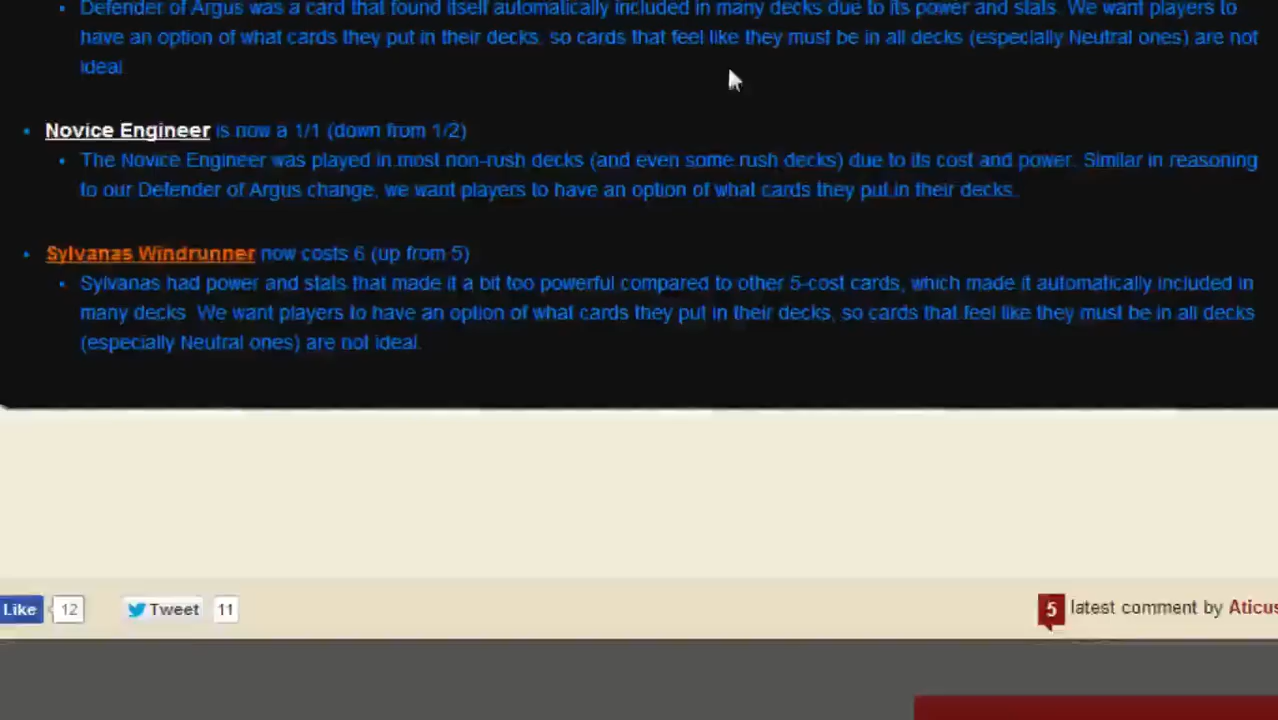 Defender of Argus was a card that found itself automatically included in many decks due to its power and stats. We want players to
have an option of what cards they put in their decks, so cards that feel like they must be in all decks (especially Neutral ones) are not
ideal.
Novice Engineer is now a 1/1 (down from 1/2)
The Novice Engineer was played in most non-rush decks (and even some rush decks) due to its cost and power. Similar in reasoning
to our Defender of Argus change, we want players to have an option of what cards they put in their decks.
Sylvanas Windrunner now costs 6 (up from 5)
Sylvanas had power and stats that made it a bit too powerful compared to other 5-cost cards, which made it automatically included in
many decks. We want players to have an option of what cards they put in their decks, so cards that feel like they must be in all decks
(especially Neutral ones) are not ideal.
Like 12 Tweet 11 5 latest comment by Aticus